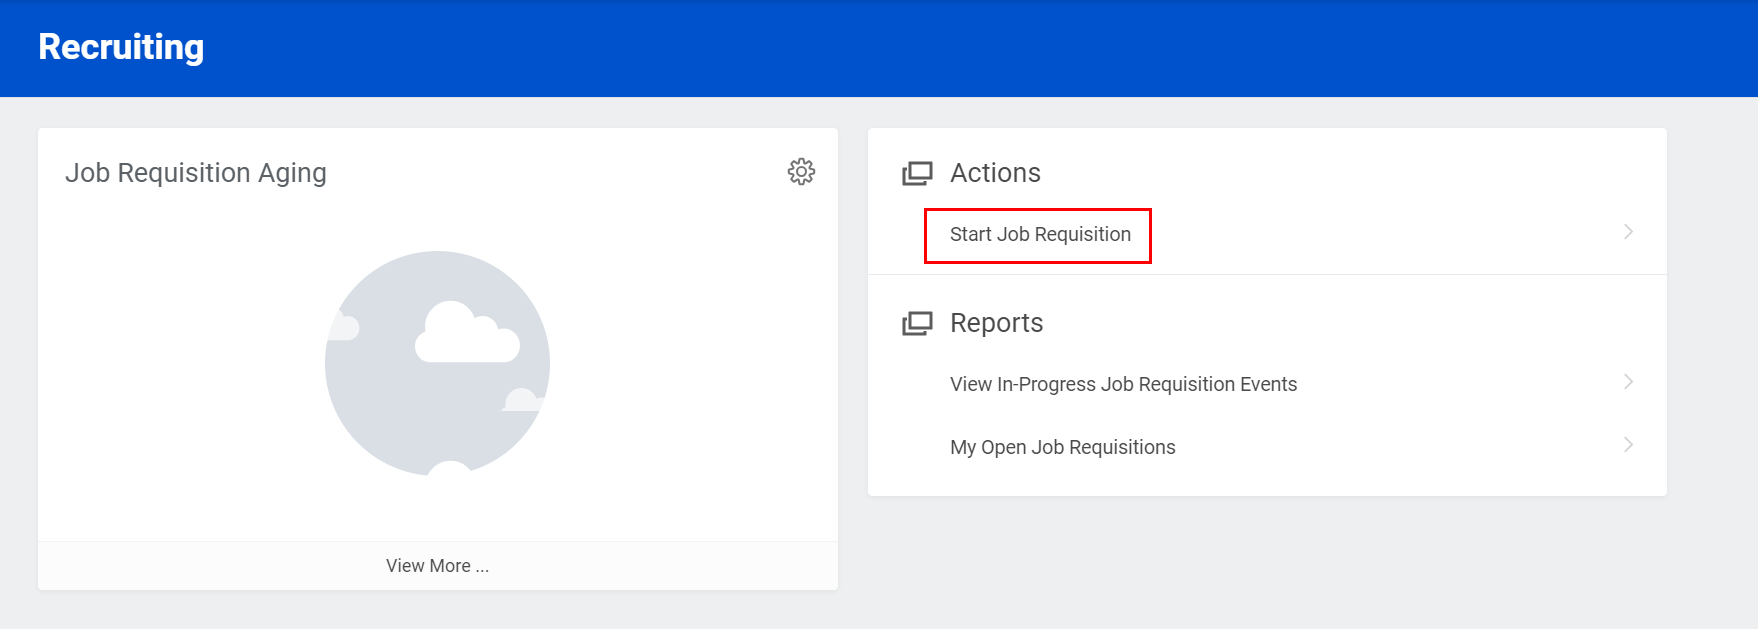 Recruiting
Job Requisition Aging
View More ...
Actions
Start Job Requisition
Reports
View In-Progress Job Requisition Events
My Open Job Requisitions